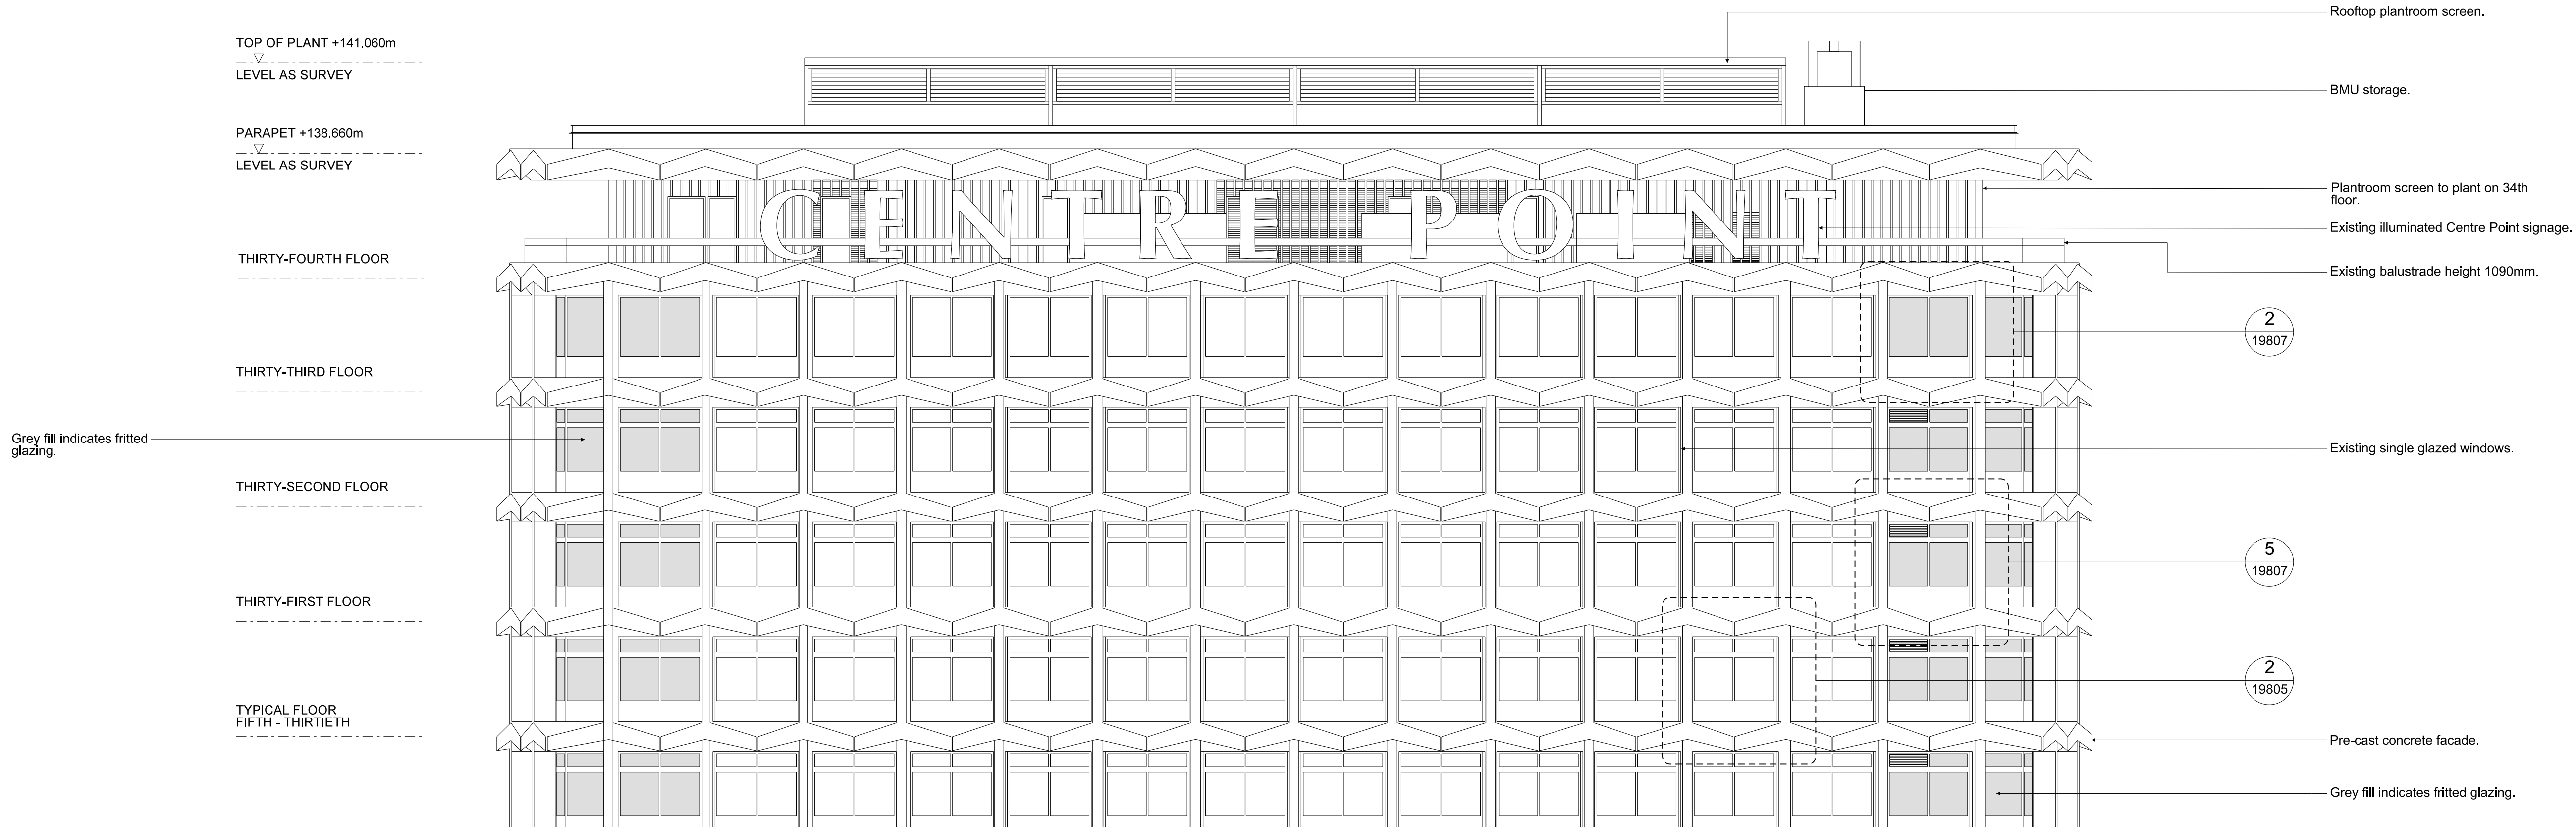 Rooftop plantroom screen.
TOP OF PLANT +141.060m
LEVEL AS SURVEY
BMU storage.
PARAPET +138.660m
LEVEL AS SURVEY
Plantroom screen to plant on 34th
floor.
CENTRE POINT
Existing illuminated Centre Point signage.
THIRTY-FOURTH FLOOR
Existing balustrade height 1090mm.
2
19807
THIRTY-THIRD FLOOR
Grey fill indicates fritted
glazing.
Existing single glazed windows.
THIRTY-SECOND FLOOR
5
19807
THIRTY-FIRST FLOOR
2
19805
TYPICAL FLOOR
FIFTH - THIRTIETH
Pre-cast concrete facade.
Grey fill indicates fritted glazing.